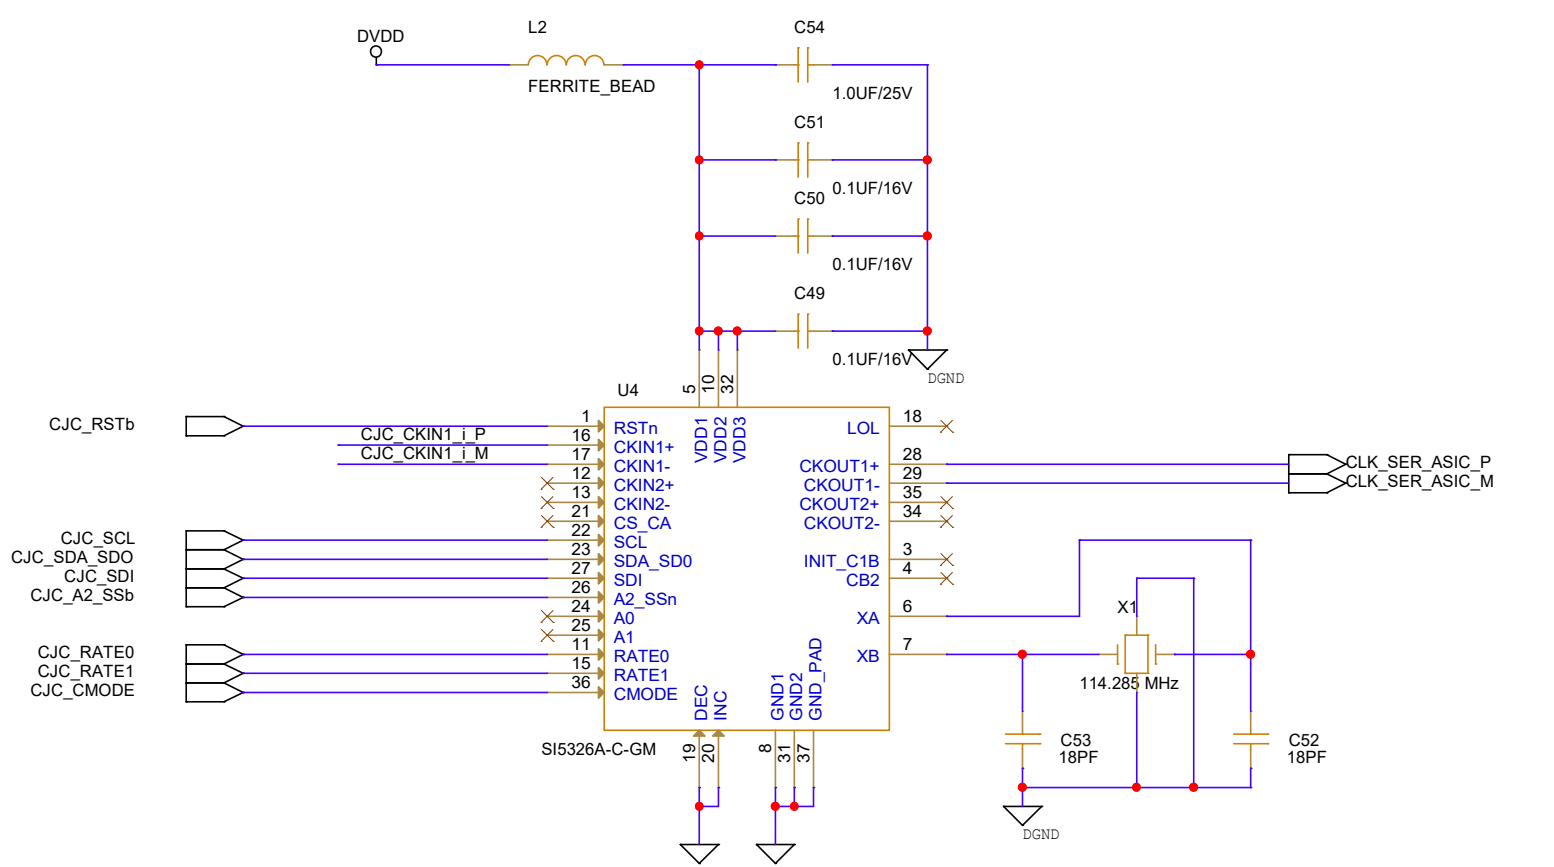 DVDD
L2
FERRITE_BEAD
C54
1.0UF/25V
C51
0.1UF/16V
C50
0.1UF/16V
C49
0.1UF/16V
DGND
U4
5
10
32
VDD1
VDD2
VDD3
CJC_RSTb
1
RSTn
CJC_CKIN1_i_P
16
CKIN1+
CJC_CKIN1_i_M
17
CKIN1-
12
CKIN2+
13
CKIN2-
21
CS_CA
CJC_SCL
22
SCL
CJC_SDA_SDO
23
SDA_SD0
CJC_SDI
27
SDI
CJC_A2_SSb
26
A2_SSn
24
A0
25
A1
CJC_RATE0
11
RATE0
CJC_RATE1
15
RATE1
CJC_CMODE
36
CMODE
LOL
18
CKOUT1+
28
CLK_SER_ASIC_P
CKOUT1-
29
CLK_SER_ASIC_M
CKOUT2+
35
CKOUT2-
34
INIT_C1B
3
CB2
4
XA
6
XB
7
X1
114.285 MHz
C53
18PF
C52
18PF
DGND
DEC
INC
GND1
GND2
GND_PAD
SI5326A-C-GM
19
20
8
31
37